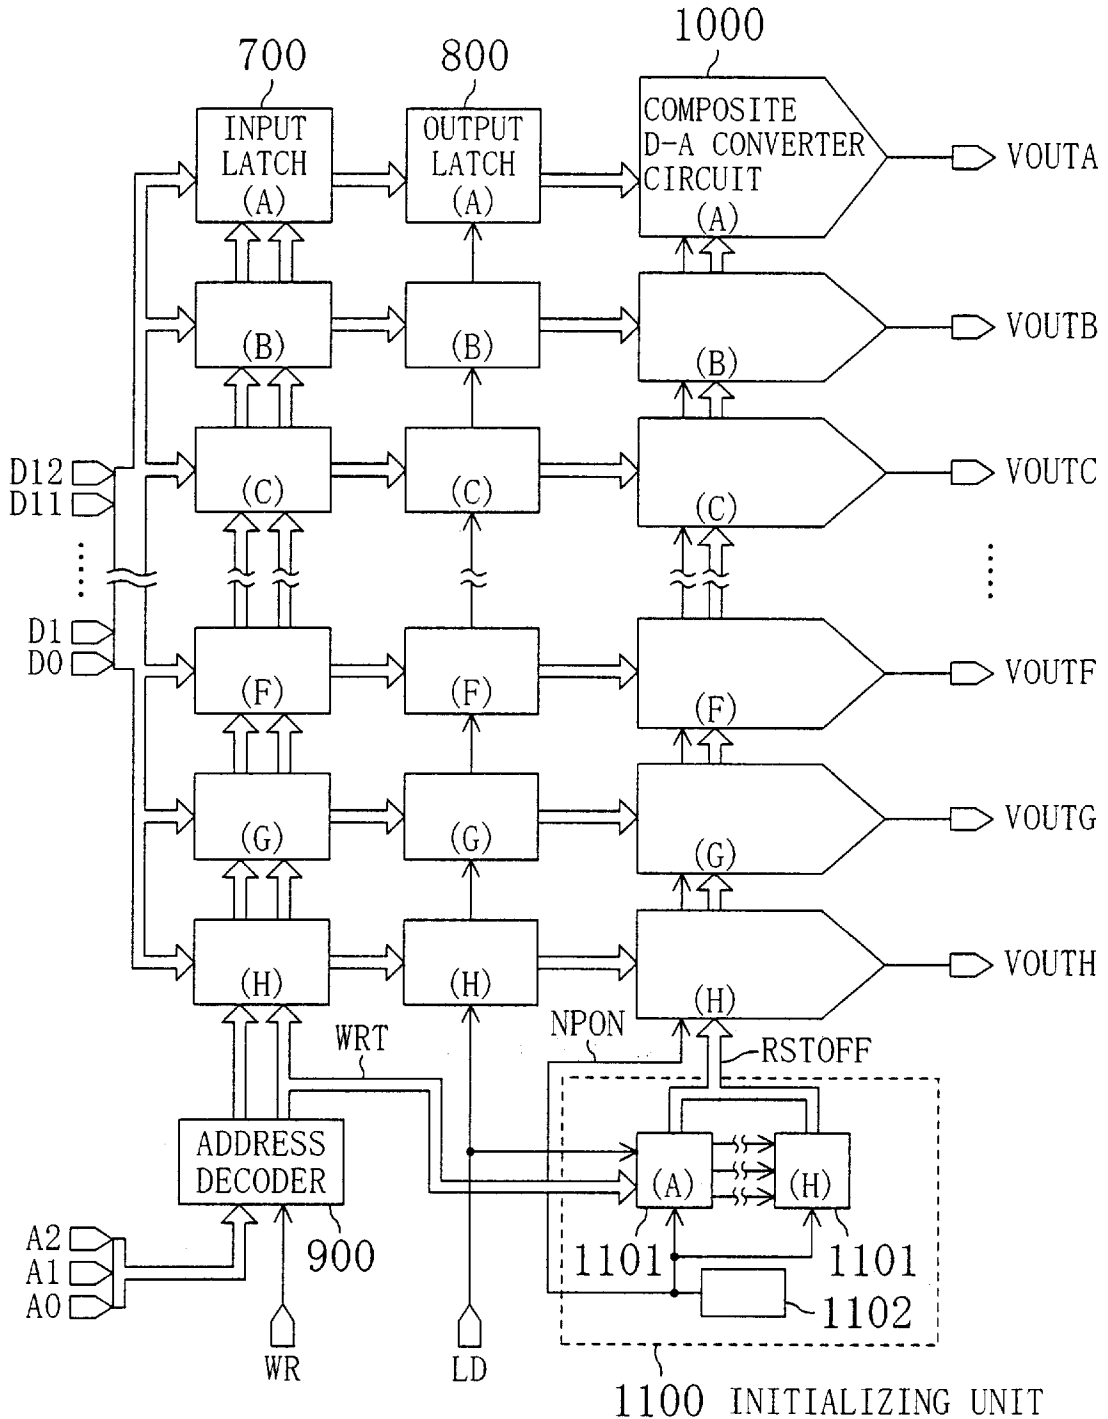 700
800
1000
INPUT
LATCH
(A)
OUTPUT
LATCH
(A)
COMPOSITE
D-A CONVERTER
CIRCUIT
(A)
VOUTA
(B)
(B)
(B)
VOUTB
(C)
(C)
(C)
VOUTC
D12
D11
D1
D0
(F)
(F)
(F)
VOUTF
(G)
(G)
(G)
VOUTG
(H)
(H)
(H)
VOUTH
WRT
NPON
RSTOFF
ADDRESS
DECODER
900
(A)
(H)
1101
1101
1102
A2
A1
A0
WR
LD
1100 INITIALIZING UNIT